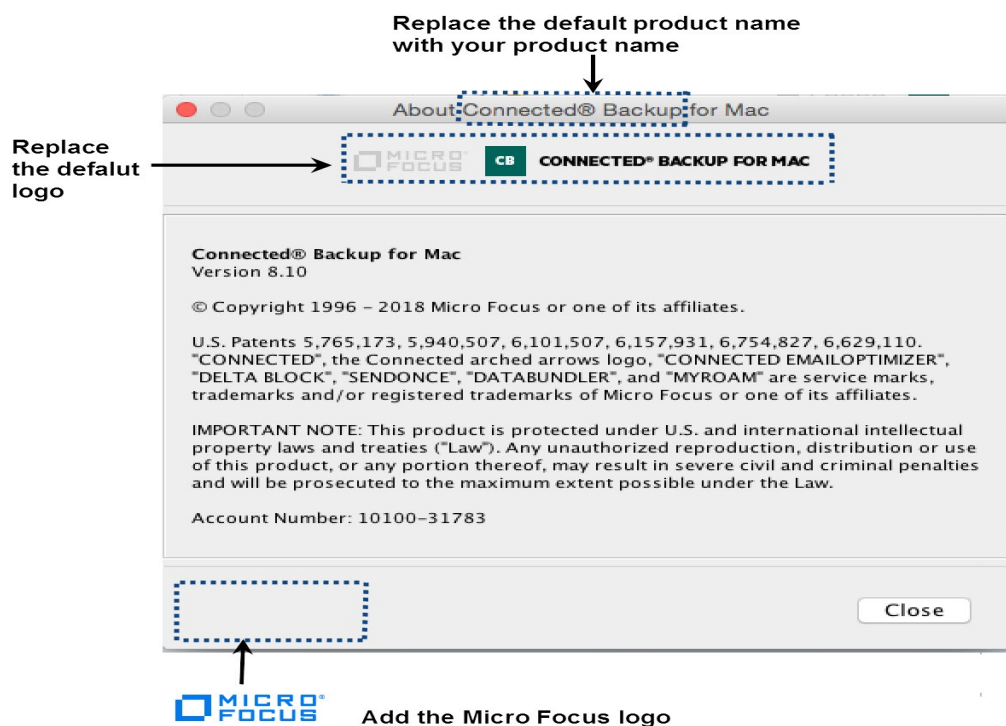 Replace the default product name
with your product name
About Connected® Backup for Mac
Replace
the defalut
logo
MICRO®
FOCUS
CB
CONNECTED® BACKUP FOR MAC
Connected® Backup for Mac
Version 8.10
© Copyright 1996 – 2018 Micro Focus or one of its affiliates.
U.S. Patents 5,765,173, 5,940,507, 6,101,507, 6,157,931, 6,754,827, 6,629,110.
"CONNECTED", the Connected arched arrows logo, "CONNECTED EMAILOPTIMIZER",
"DELTA BLOCK", "SENDONCE", "DATABUNDLER", and "MYROAM" are service marks,
trademarks and/or registered trademarks of Micro Focus or one of its affiliates.
IMPORTANT NOTE: This product is protected under U.S. and international intellectual
property laws and treaties ("Law"). Any unauthorized reproduction, distribution or use
of this product, or any portion thereof, may result in severe civil and criminal penalties
and will be prosecuted to the maximum extent possible under the Law.
Account Number: 10100-31783
Close
MICRO®
FOCUS
Add the Micro Focus logo